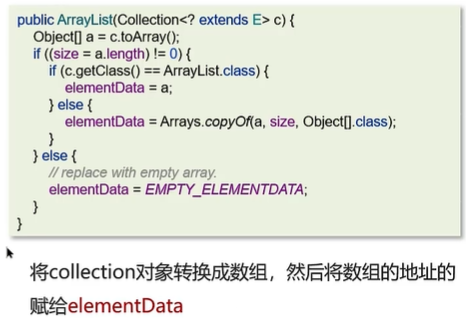 public ArrayList(Collection<? extends E> c) {
Object[] a = c.toArray();
if ((size = a.length) != 0) {
if (c.getClass() == ArrayList.class) {
elementData = a;
} else {
elementData = Arrays.copyOf(a, size, Object[].class);
}
} else {
// replace with empty array.
elementData = EMPTY_ELEMENTDATA;
}
}
将collection对象转换成数组，然后将数组的地址的
赋给elementData